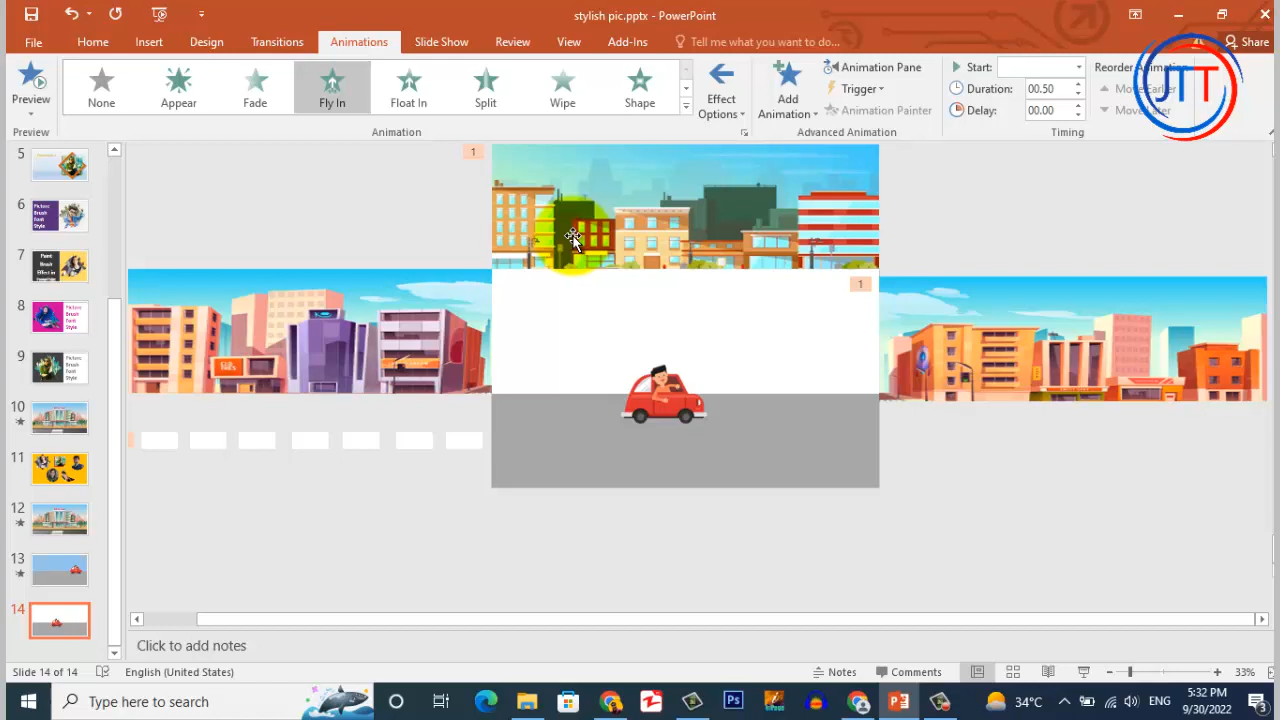 stylish pic.pptx - PowerPoint
File Home Insert Design Transitions Animations Slide Show Review View Add-Ins Tell me what you want to do... Share
Preview
None Appear Fade Fly In Float In Split Wipe Shape
Effect Options
Add Animation
Animation Pane
Trigger
Animation Painter
Start:
Duration: 00.50
Delay: 00.00
Reorder Animation
Move Earlier
Move Later
JTT
Preview Animation Advanced Animation Timing
1
1
5
6
7
8
9
10
11
12
13
14
Click to add notes
Slide 14 of 14 English (United States) Notes Comments 33%
Type here to search
Ps
34°C
ENG
5:32 PM
9/30/2022
3